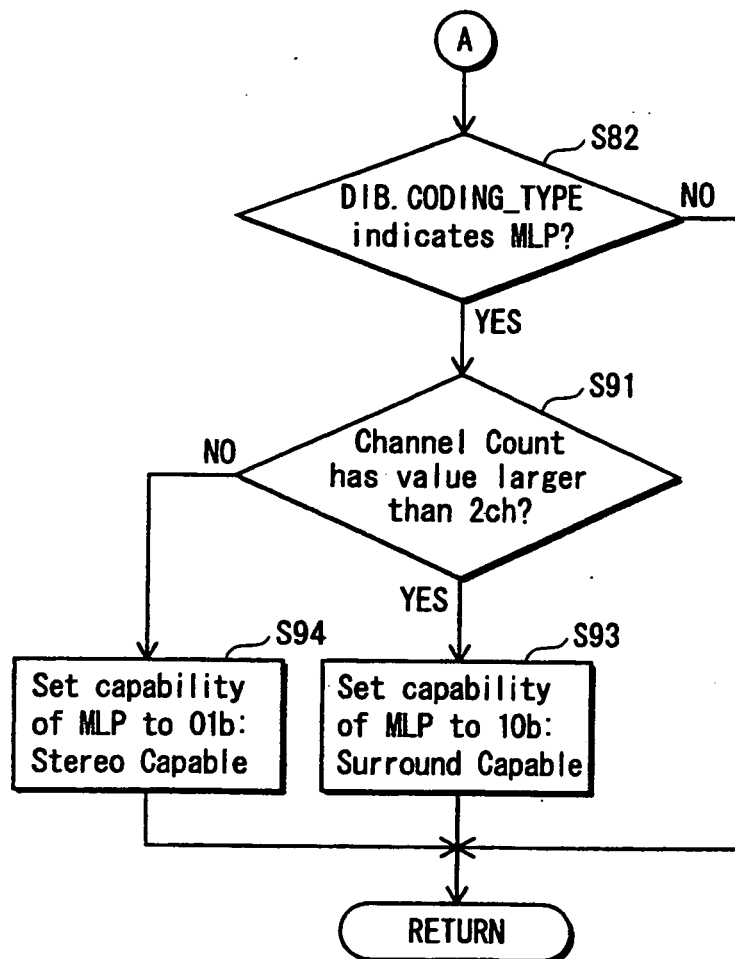 A
S82
DIB.CODING_TYPE
indicates MLP?
NO
YES
S91
Channel Count
has value larger
than 2ch?
NO
YES
S94
Set capability
of MLP to 01b:
Stereo Capable
S93
Set capability
of MLP to 10b:
Surround Capable
RETURN